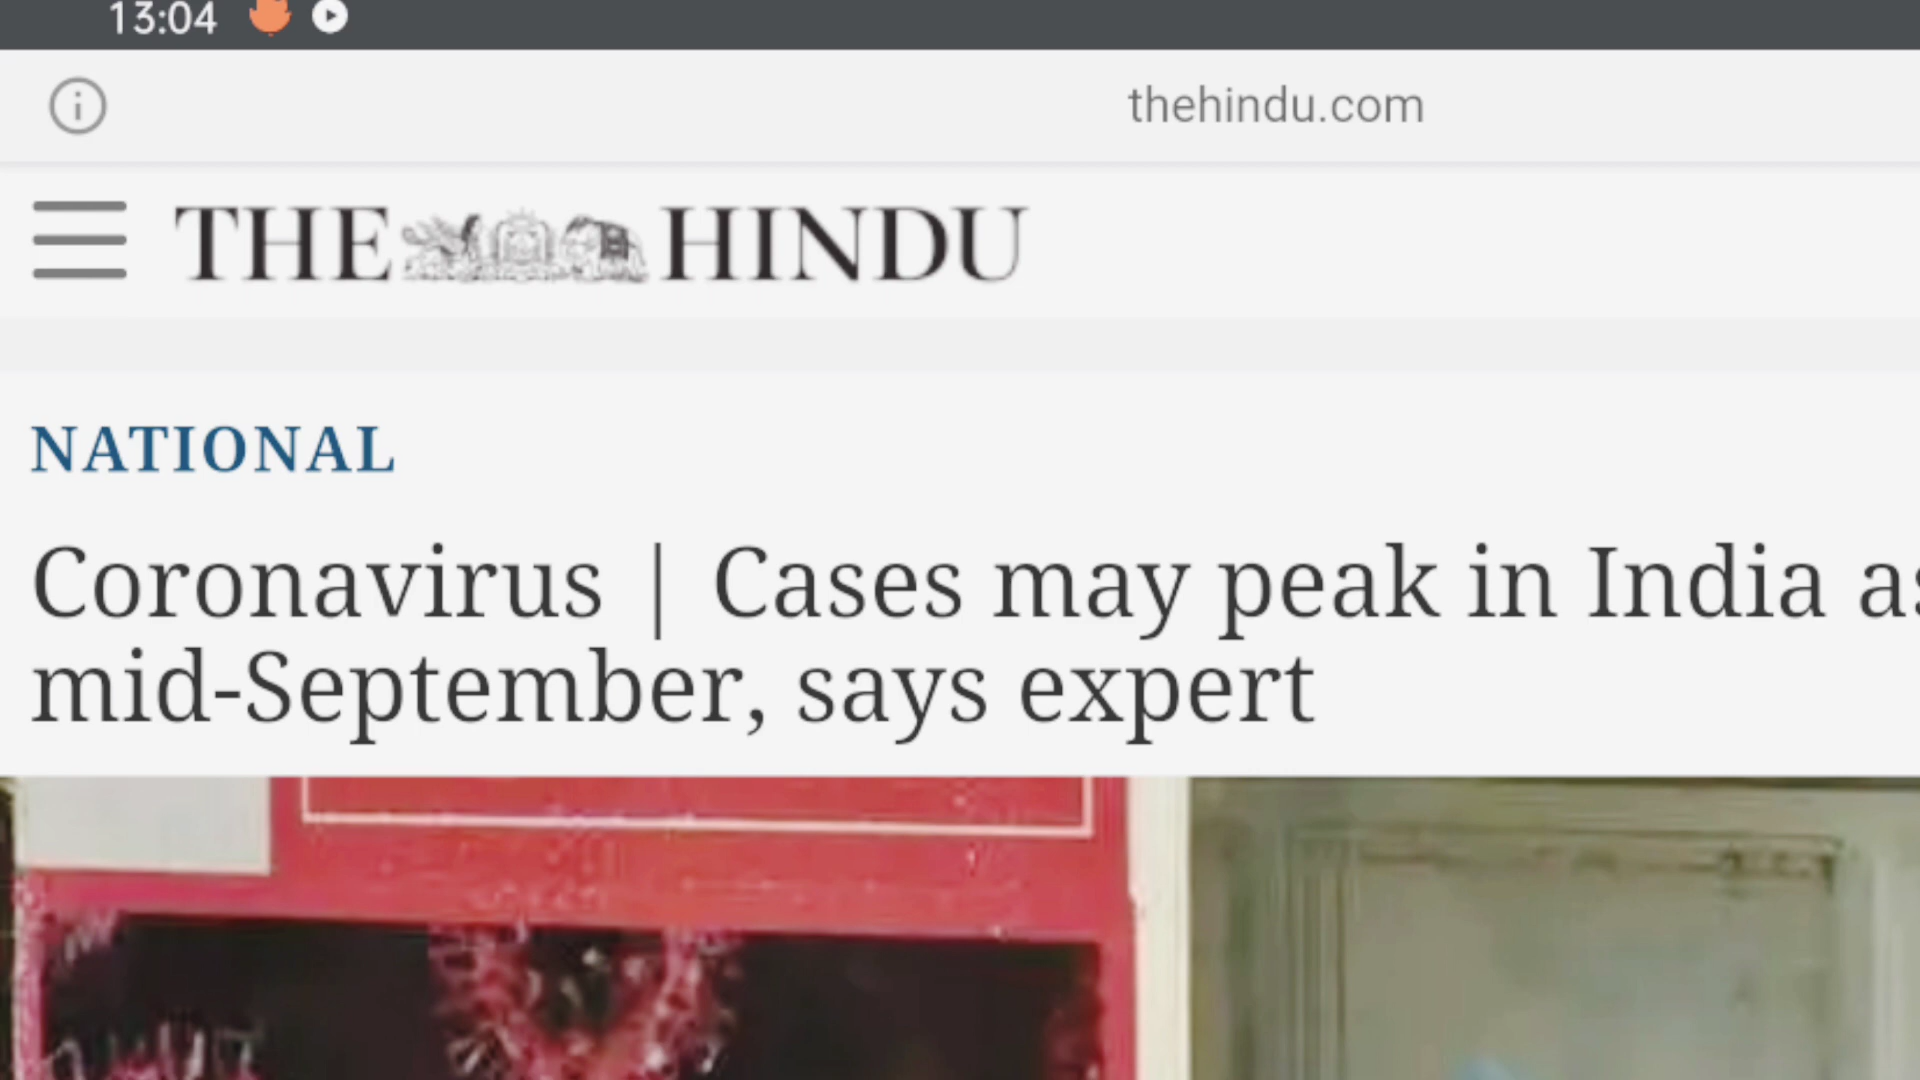 13:04
thehindu.com
THE HINDU
NATIONAL
Coronavirus | Cases may peak in India
mid-September, says expert